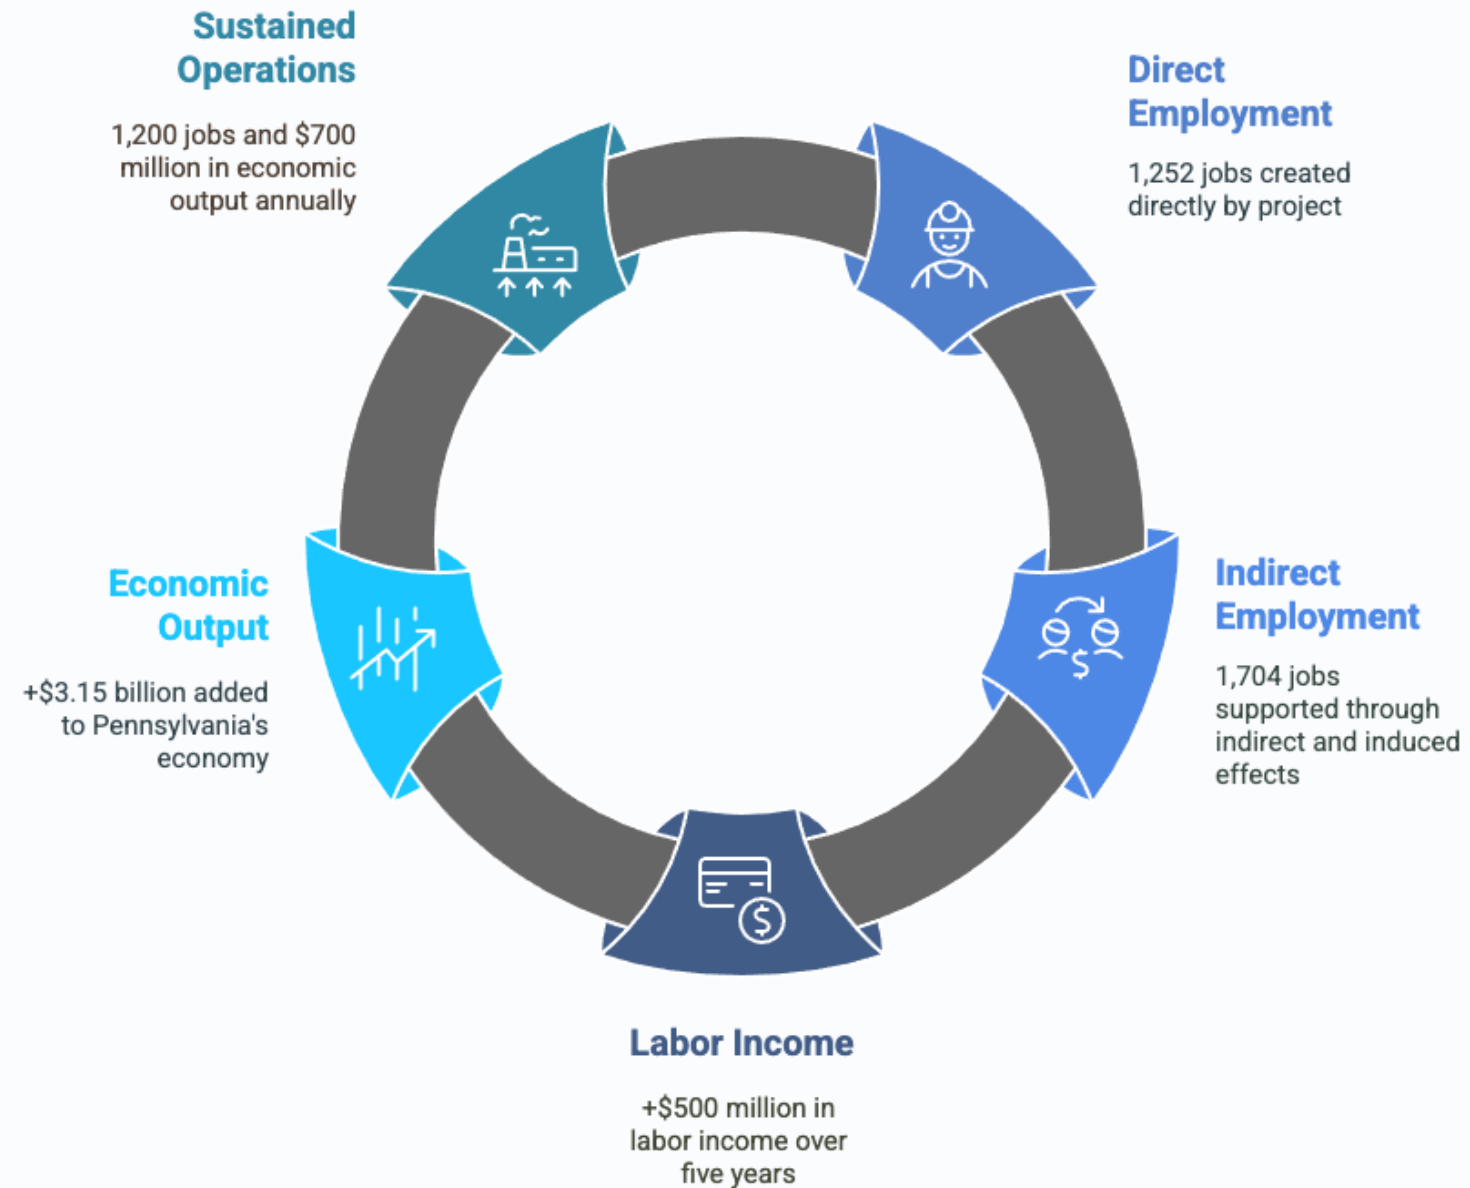 Sustained
Operations
1,200 jobs and $700
million in economic
output annually
Direct
Employment
1,252 jobs created
directly by project
Economic
Output
+$3.15 billion added
to Pennsylvania's
economy
Indirect
Employment
1,704 jobs
supported through
indirect and induced
effects
$
$
Labor Income
+$500 million in
labor income over
five years